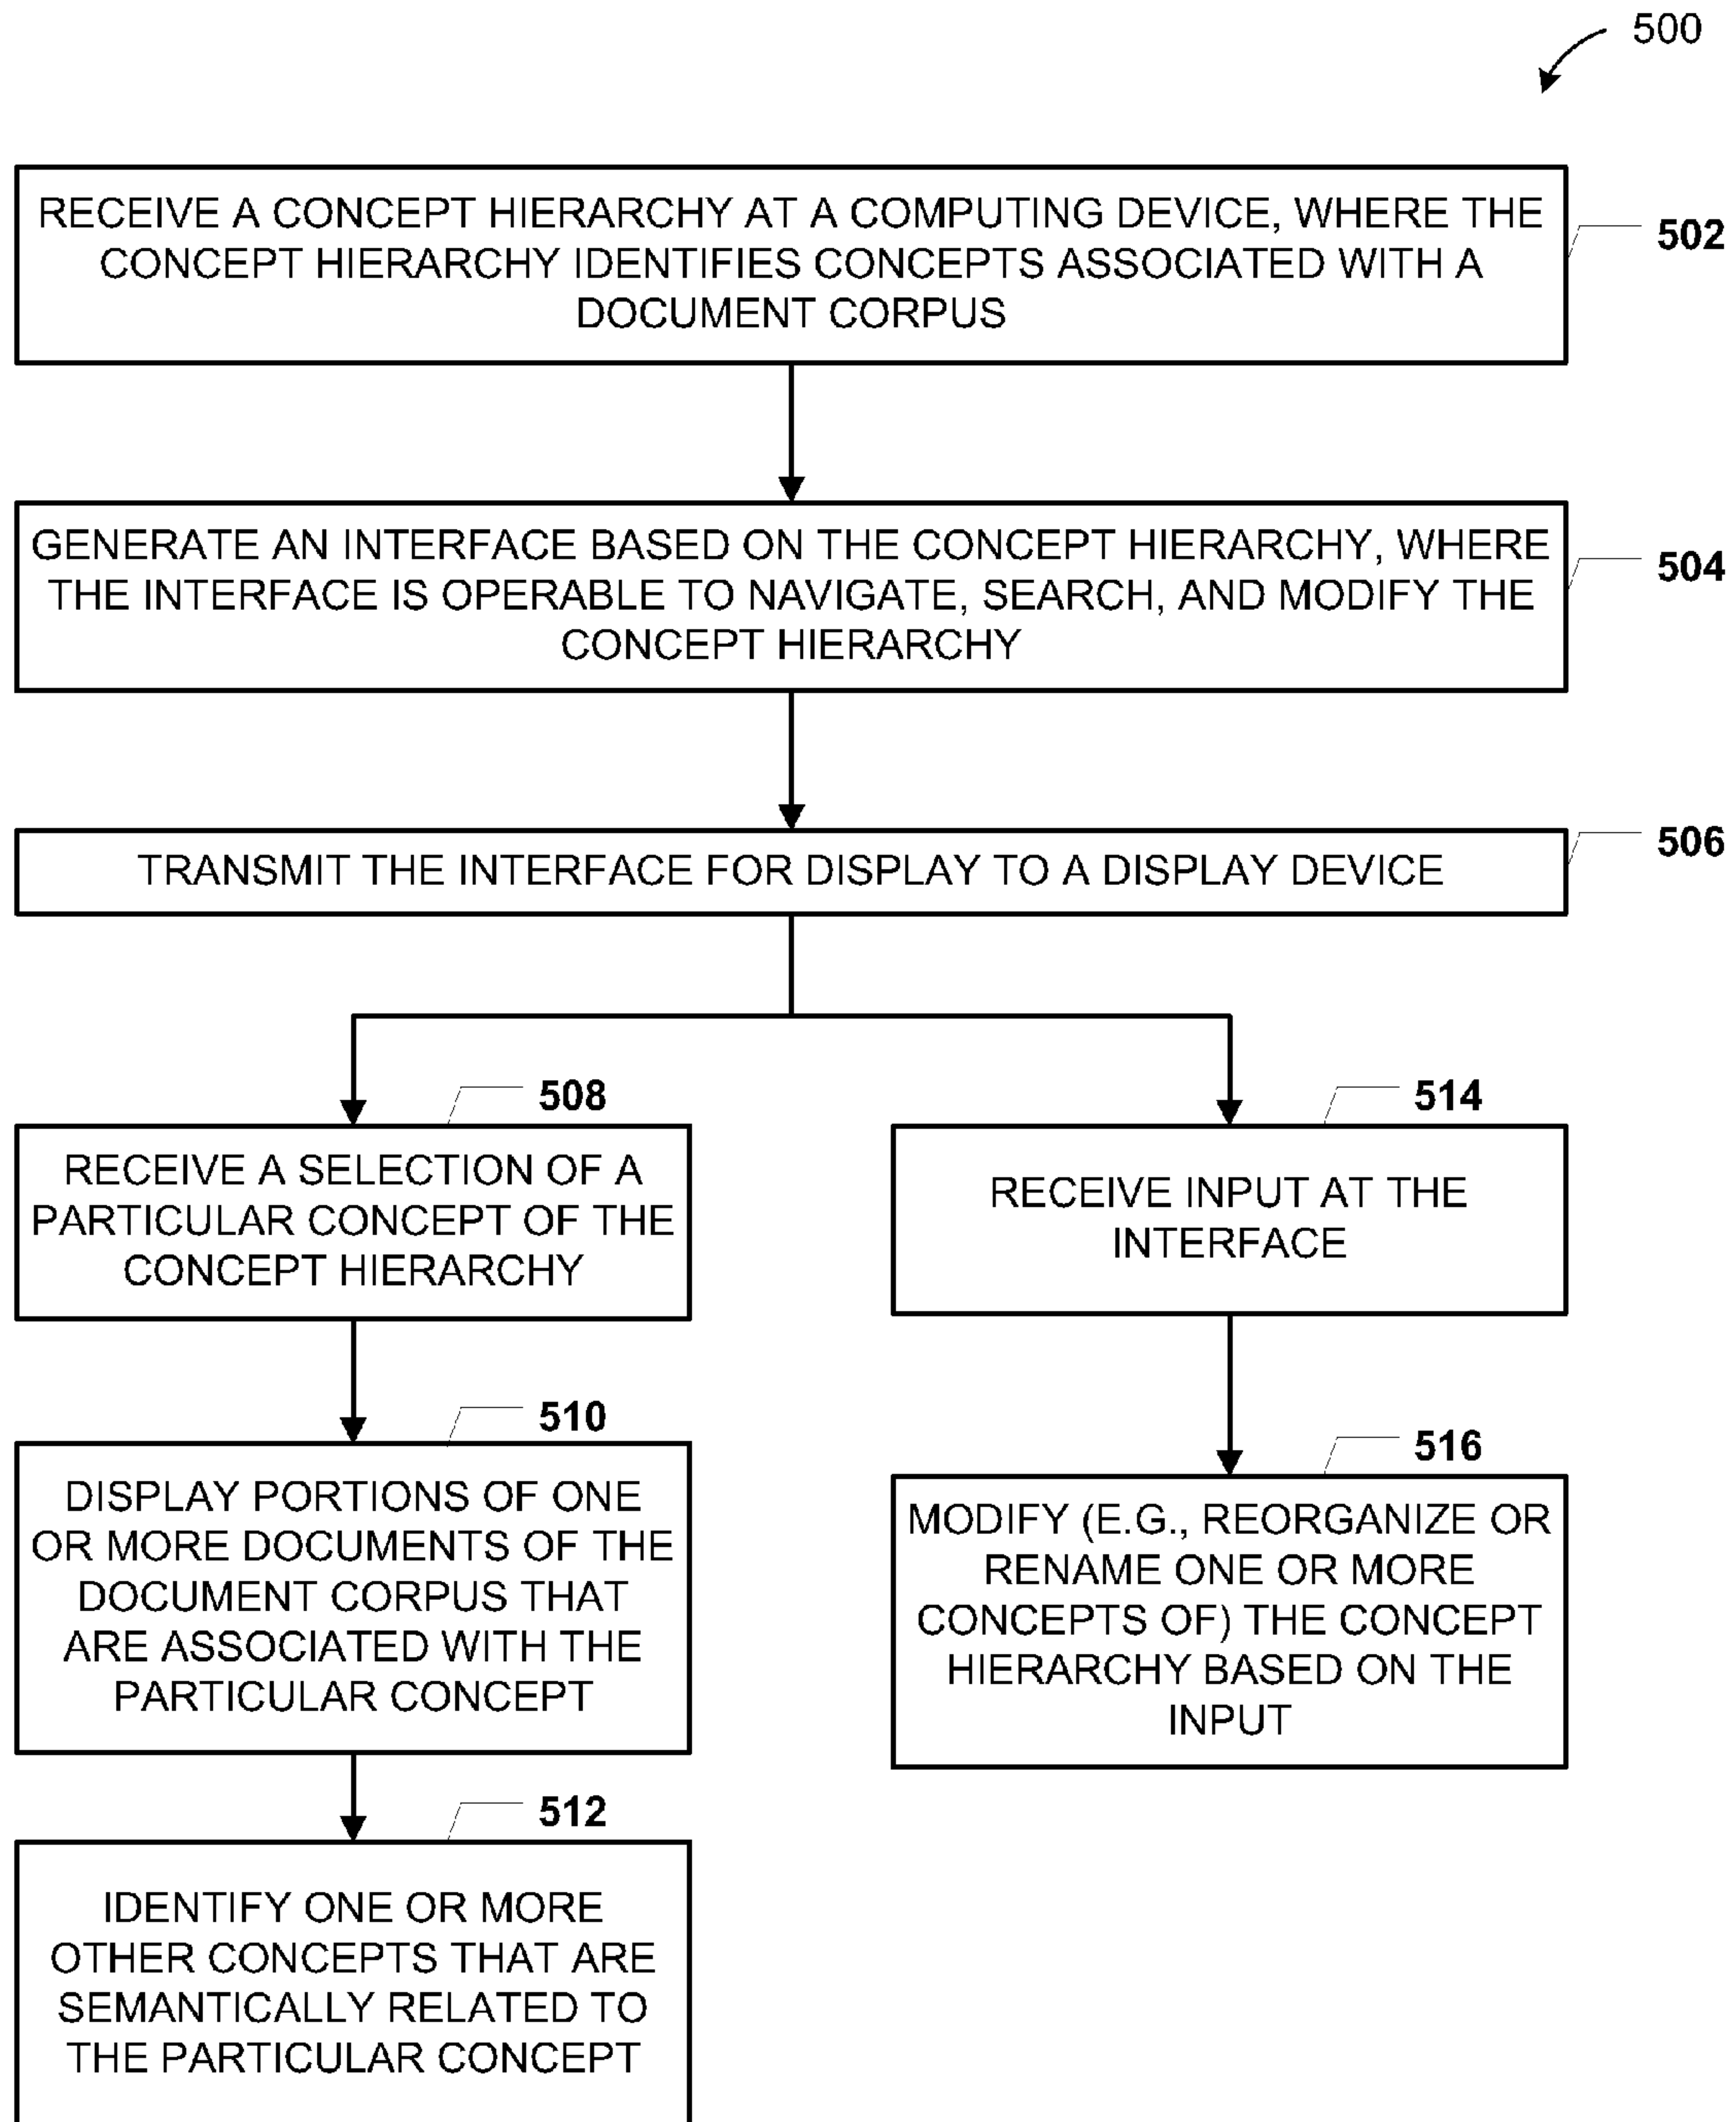 500
RECEIVE A CONCEPT HIERARCHY AT A COMPUTING DEVICE, WHERE THE
CONCEPT HIERARCHY IDENTIFIES CONCEPTS ASSOCIATED WITH A
DOCUMENT CORPUS
502
GENERATE AN INTERFACE BASED ON THE CONCEPT HIERARCHY, WHERE
THE INTERFACE IS OPERABLE TO NAVIGATE, SEARCH, AND MODIFY THE
CONCEPT HIERARCHY
504
TRANSMIT THE INTERFACE FOR DISPLAY TO A DISPLAY DEVICE
506
508
RECEIVE A SELECTION OF A
PARTICULAR CONCEPT OF THE
CONCEPT HIERARCHY
510
DISPLAY PORTIONS OF ONE
OR MORE DOCUMENTS OF THE
DOCUMENT CORPUS THAT
ARE ASSOCIATED WITH THE
PARTICULAR CONCEPT
512
IDENTIFY ONE OR MORE
OTHER CONCEPTS THAT ARE
SEMANTICALLY RELATED TO
THE PARTICULAR CONCEPT
514
RECEIVE INPUT AT THE
INTERFACE
516
MODIFY (E.G., REORGANIZE OR
RENAME ONE OR MORE
CONCEPTS OF) THE CONCEPT
HIERARCHY BASED ON THE
INPUT